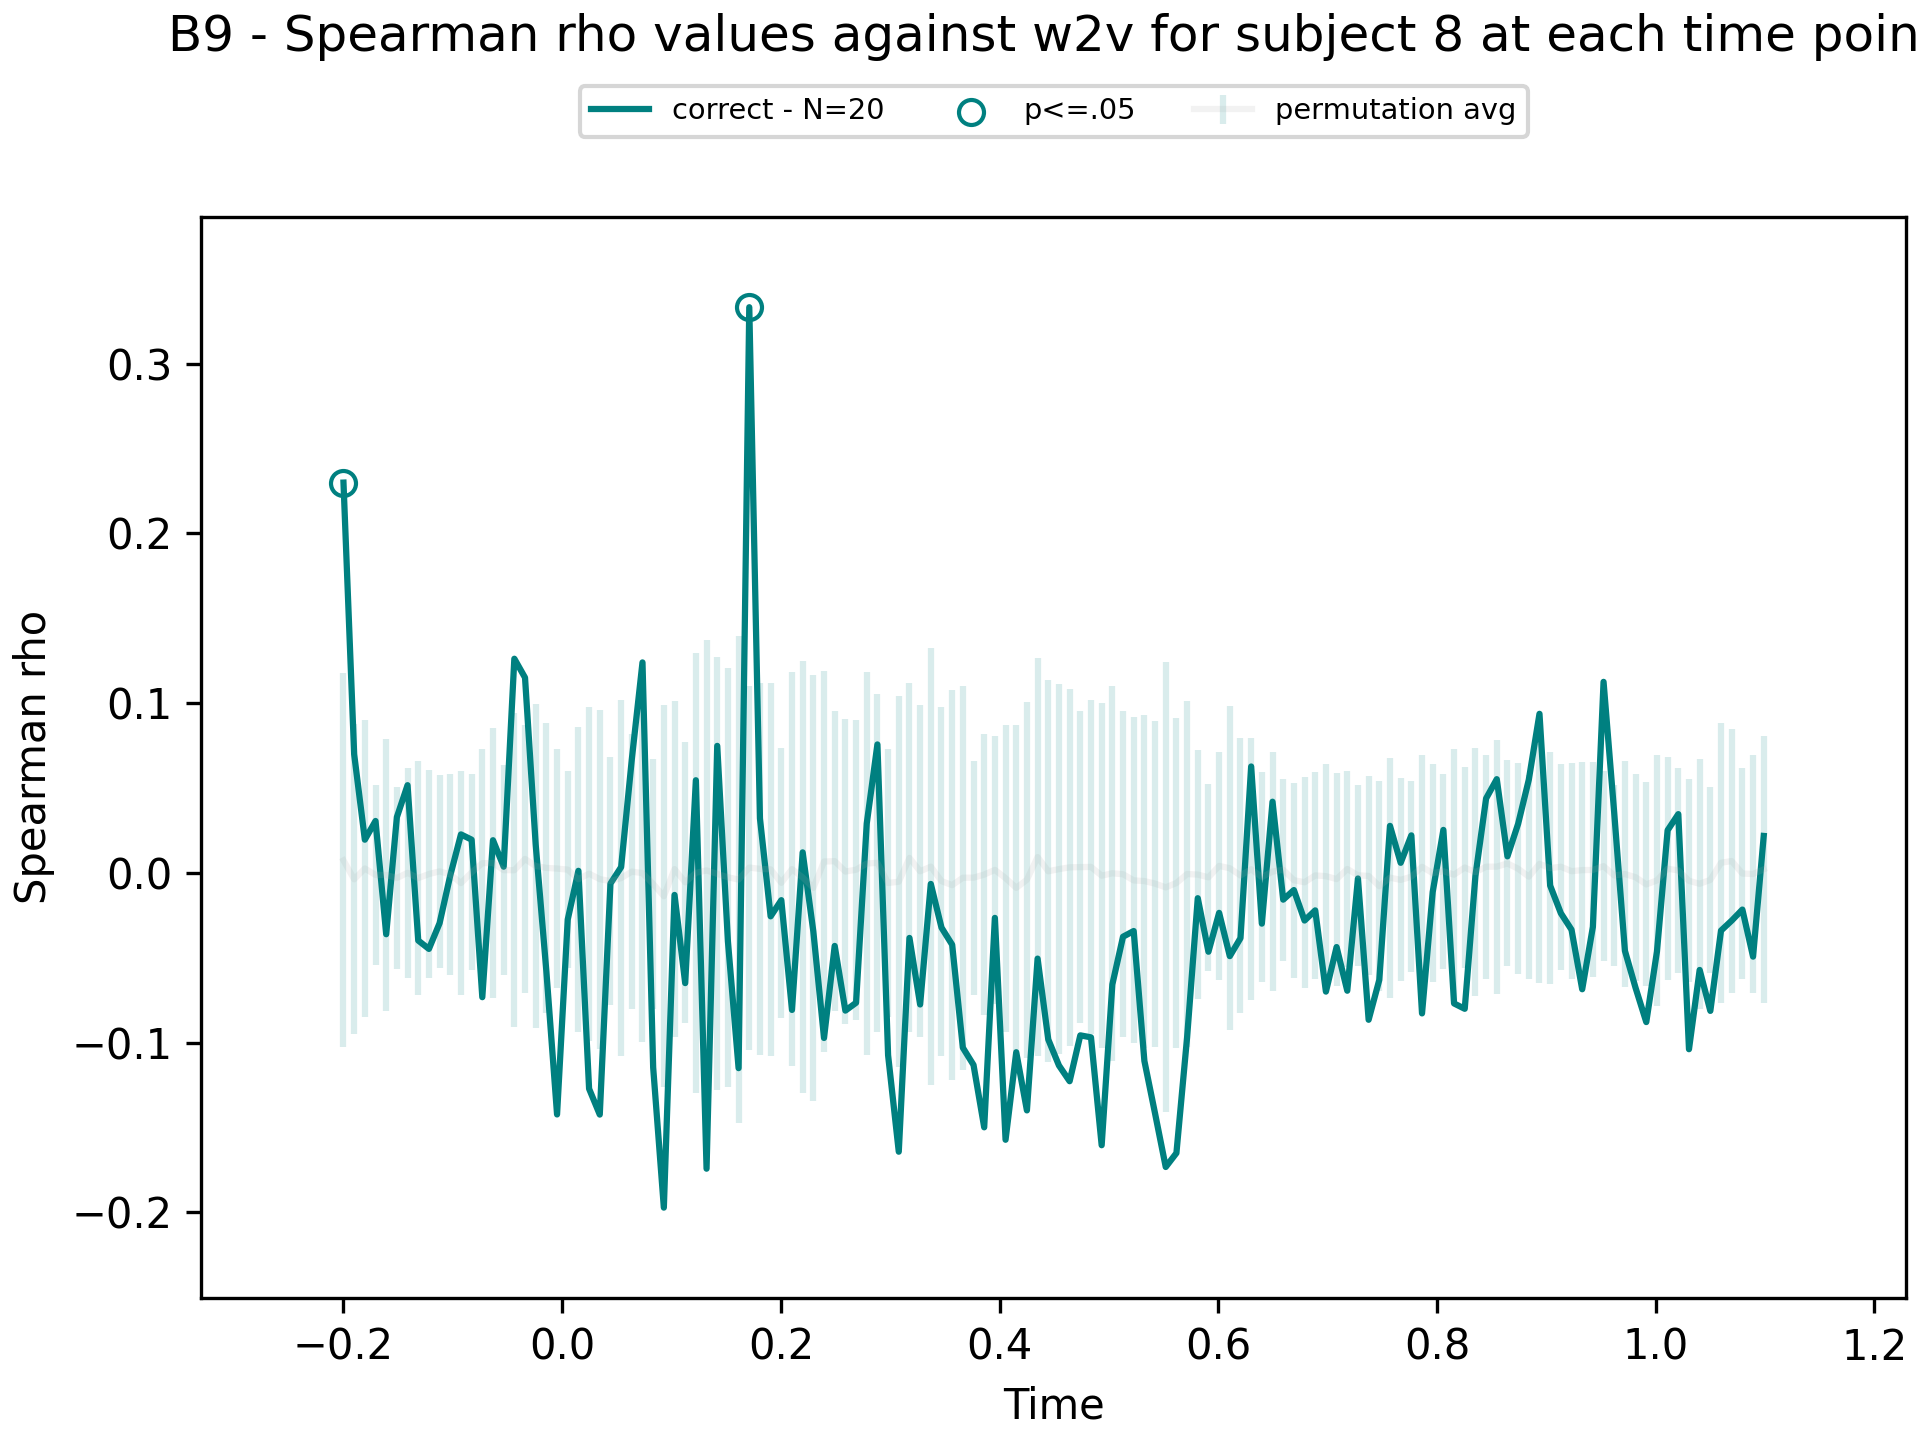 B9 - Spearman rho values against w2v for subject 8 at each time poin
correct - N=20
p<=.05
permutation avg
0.3
0.2
0.1
0.0
−0.1
−0.2
Spearman rho
−0.2
0.0
0.2
0.4
0.6
0.8
1.0
1.2
Time